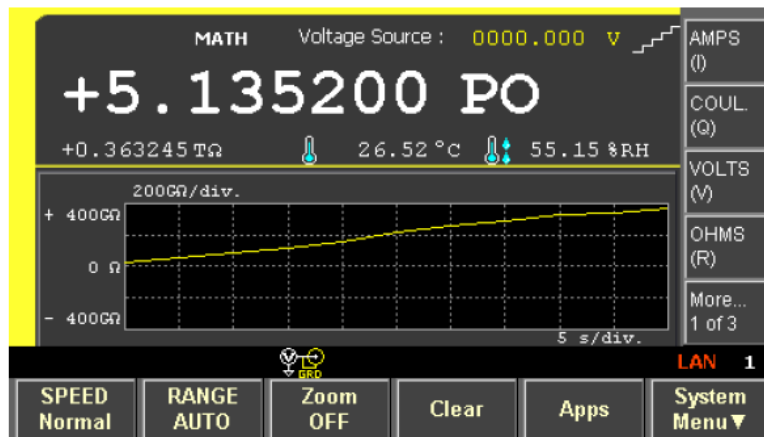 MATH Voltage Source : 0000.000 V
+5.135200 PO
+0.363245 TΩ 26.52 °C 55.15 %RH
AMPS
(I)
COUL.
(Q)
VOLTS
(V)
OHMS
(R)
More...
1 of 3
200GΩ/div.
+ 400GΩ
0 Ω
- 400GΩ
5 s/div.
V
GRD
LAN 1
SPEED
Normal
RANGE
AUTO
Zoom
OFF
Clear
Apps
System
Menu▼